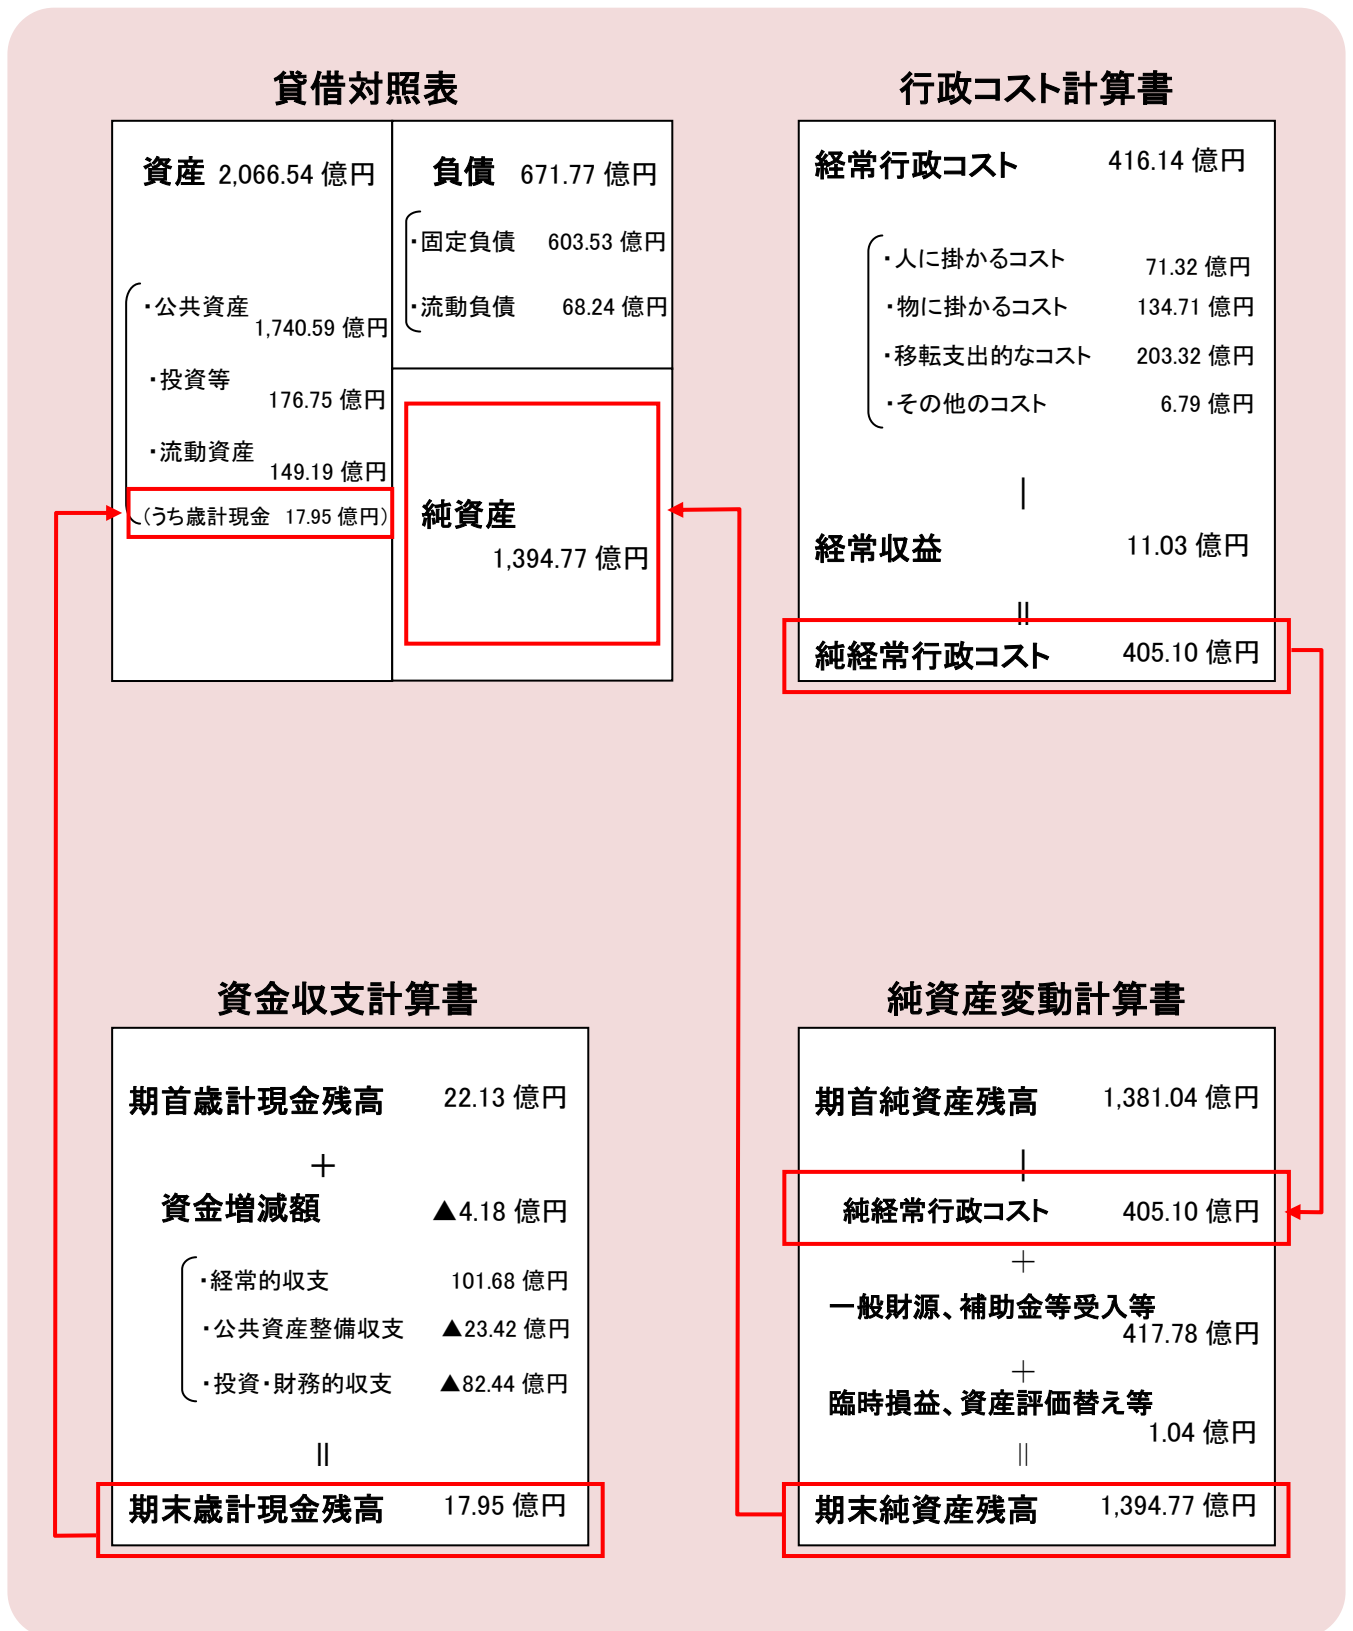 貸借対照表
資産 2,066.54 億円
・公共資産
1,740.59 億円
・投資等
176.75 億円
・流動資産
149.19 億円
(うち歳計現金 17.95 億円)
負債 671.77 億円
・固定負債 603.53 億円
・流動負債 68.24 億円
純資産
1,394.77 億円
行政コスト計算書
経常行政コスト 416.14 億円
・人に掛かるコスト 71.32 億円
・物に掛かるコスト 134.71 億円
・移転支出的なコスト 203.32 億円
・その他のコスト 6.79 億円
－
経常収益 11.03 億円
＝
純経常行政コスト 405.10 億円
資金収支計算書
期首歳計現金残高 22.13 億円
＋
資金増減額 ▲4.18 億円
・経常的収支 101.68 億円
・公共資産整備収支 ▲23.42 億円
・投資・財務的収支 ▲82.44 億円
＝
期末歳計現金残高 17.95 億円
純資産変動計算書
期首純資産残高 1,381.04 億円
－
純経常行政コスト 405.10 億円
＋
一般財源、補助金等受入等
417.78 億円
＋
臨時損益、資産評価替え等
1.04 億円
＝
期末純資産残高 1,394.77 億円